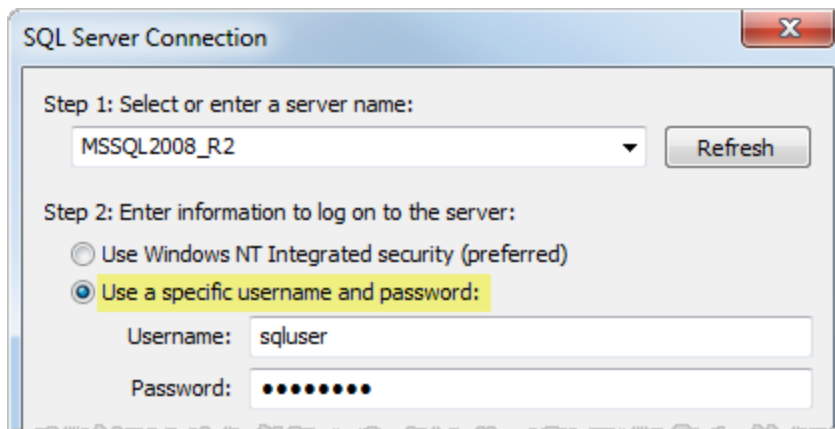 SQL Server Connection
Step 1: Select or enter a server name:
MSSQL2008_R2 Refresh
Step 2: Enter information to log on to the server:
Use Windows NT Integrated security (preferred)
Use a specific username and password:
Username: sqluser
Password: ●●●●●●●●